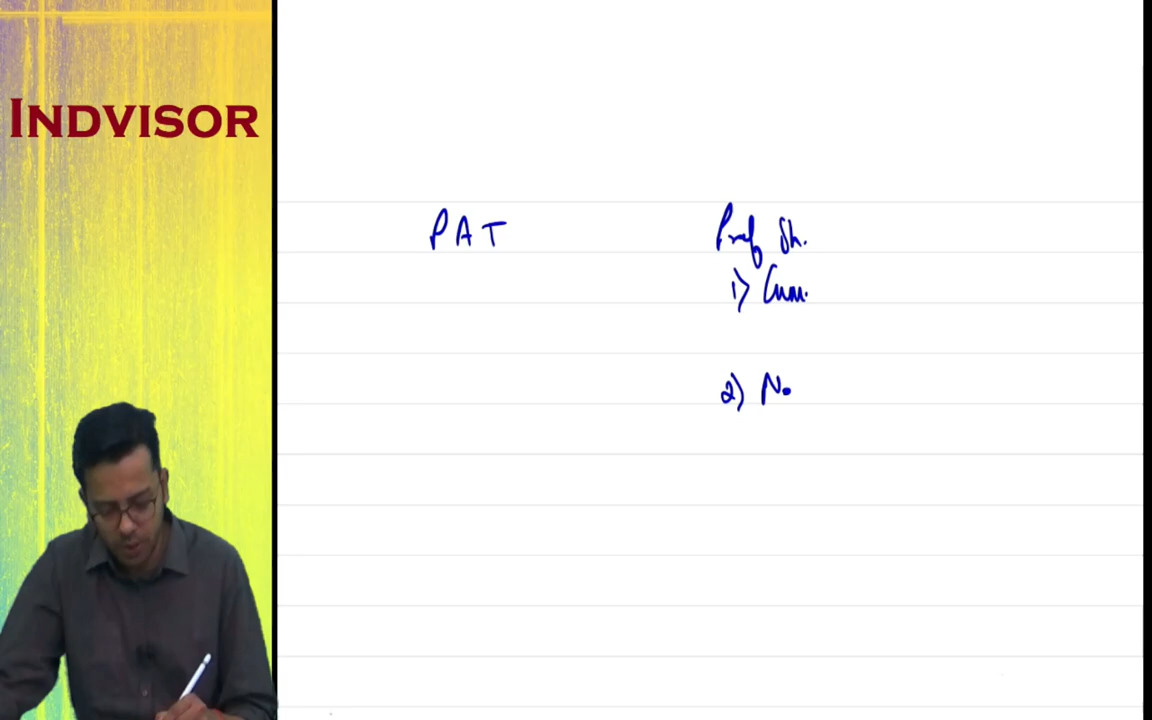 INDVISOR
PAT Pref Sh.
1) Cum.
2) No